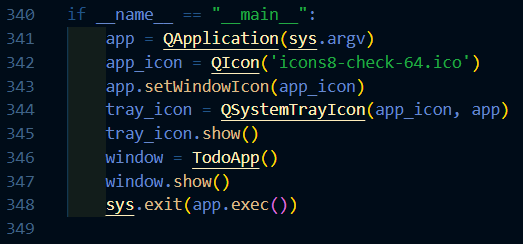 340 if __name__ == "__main__":
341     app = QApplication(sys.argv)
342     app_icon = QIcon('icons8-check-64.ico')
343     app.setWindowIcon(app_icon)
344     tray_icon = QSystemTrayIcon(app_icon, app)
345     tray_icon.show()
346     window = TodoApp()
347     window.show()
348     sys.exit(app.exec())
349